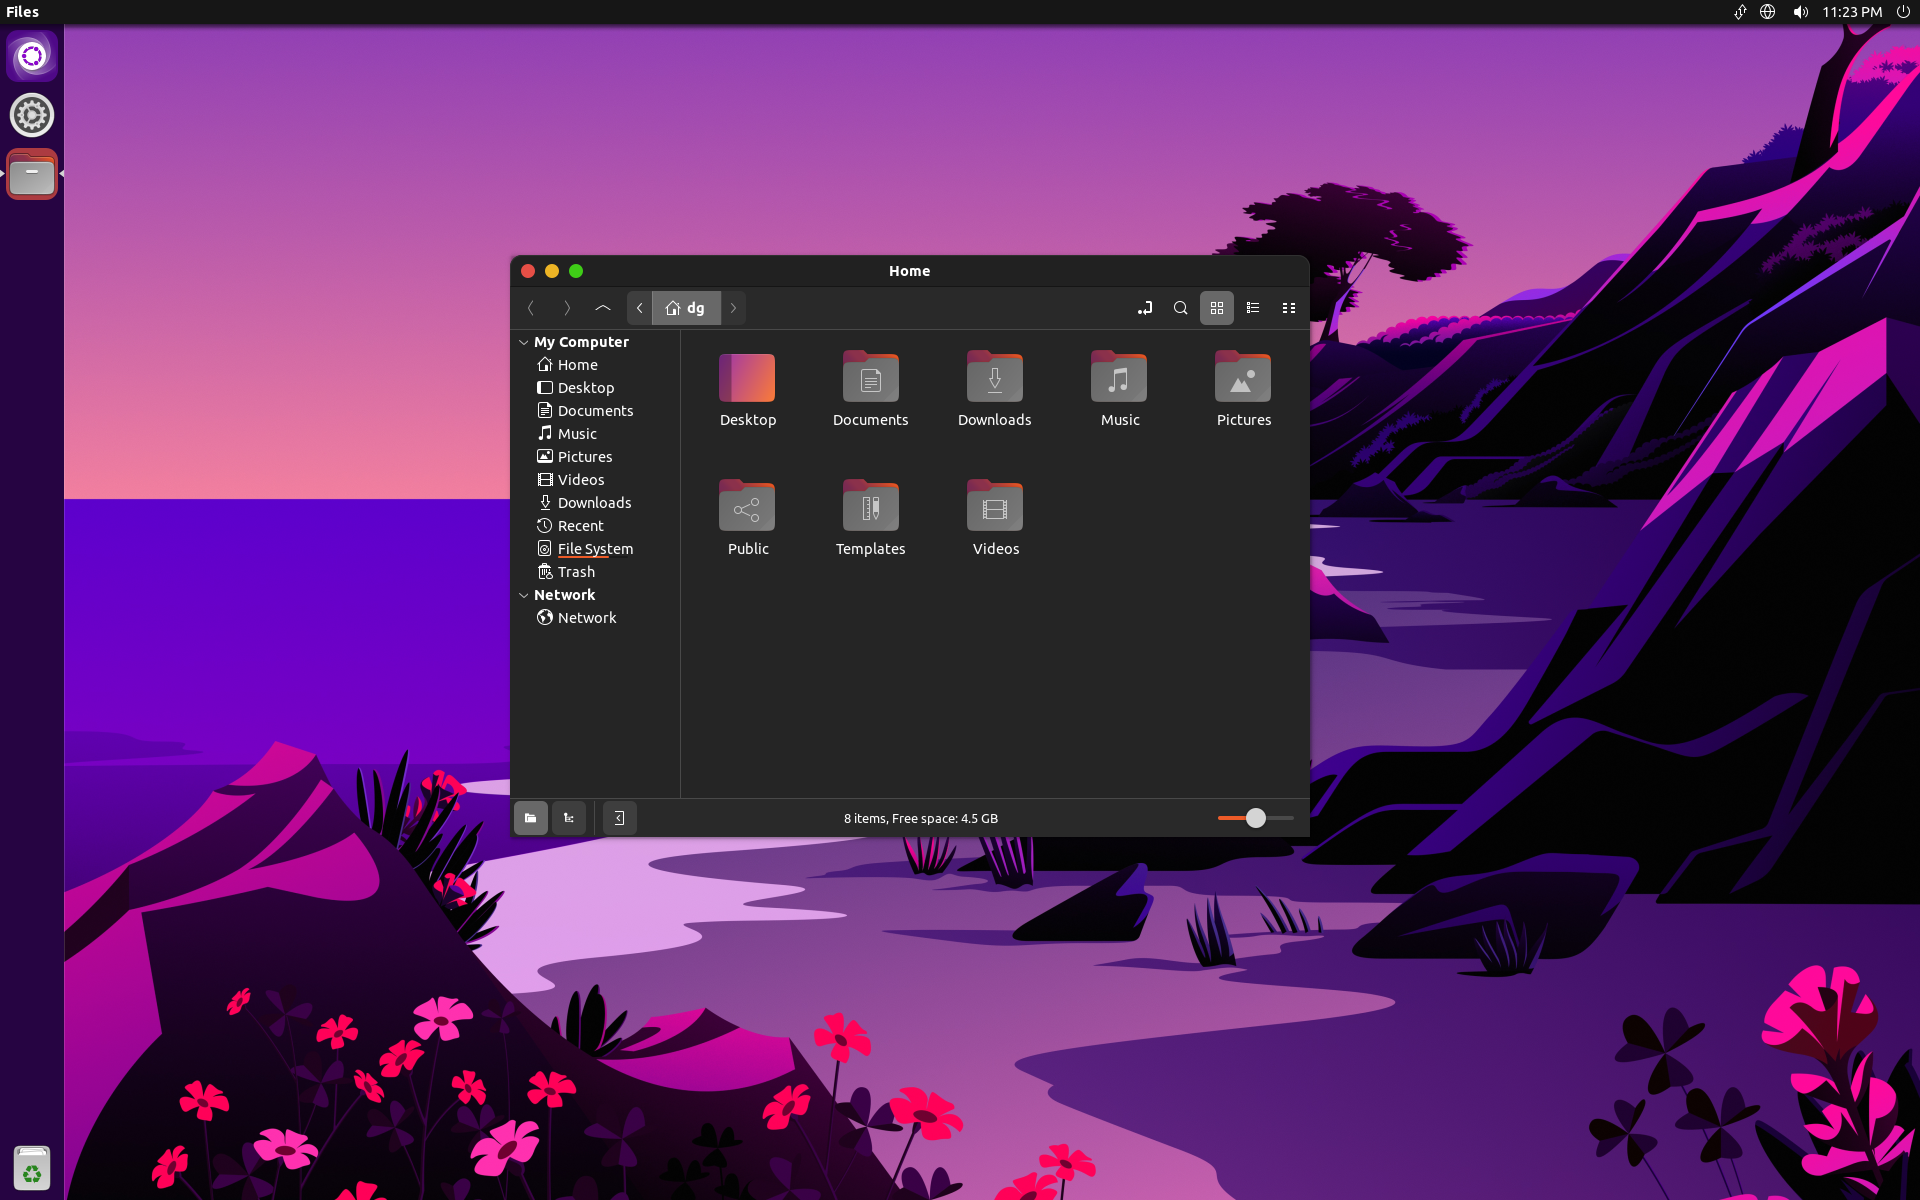 Files
11:23 PM
Home
dg
My Computer
Home
Desktop
Documents
Music
Pictures
Videos
Downloads
Recent
File System
Trash
Network
Network
Desktop
Documents
Downloads
Music
Pictures
Public
Templates
Videos
8 items, Free space: 4.5 GB